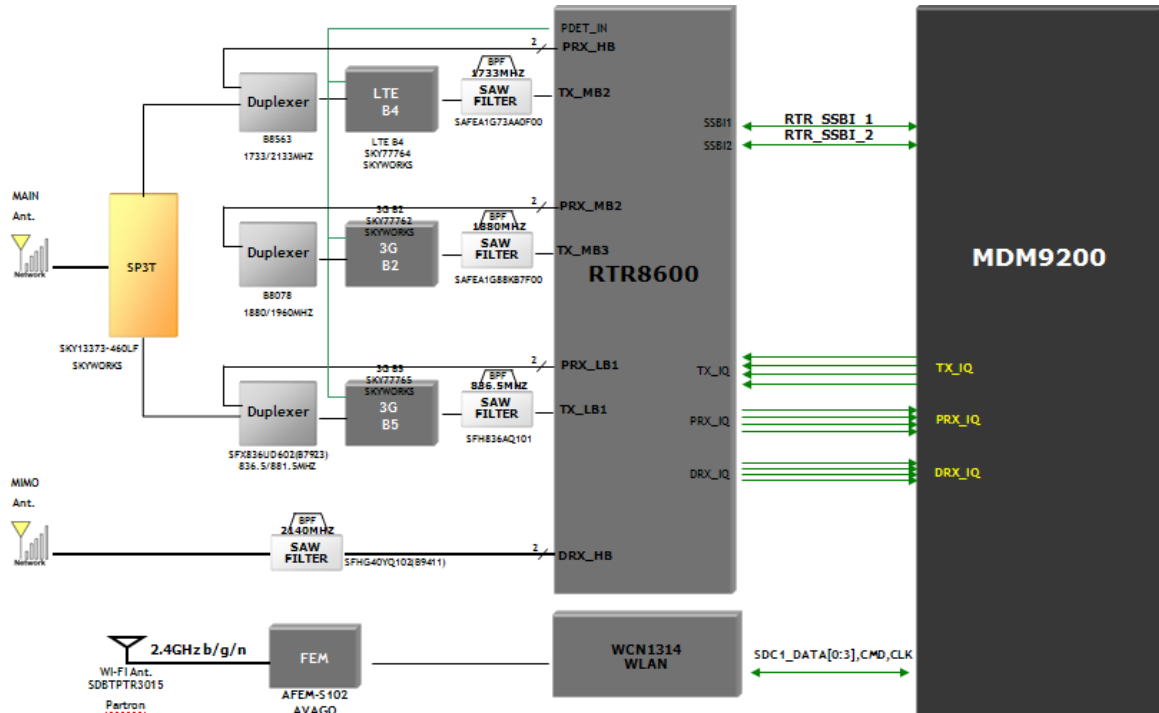 PDET_IN
2
PRX_HB
BPF
1733MHZ
SAW
FILTER
TX_MB2
SAFEA1G73AA0F00
LTE
B4
LTE B4
SKY77764
SKYWORKS
Duplexer
B8563
1733/2133MHZ
SSBI1
RTR_SSBI_1
SSBI2
RTR_SSBI_2
MAIN
Ant.
Network
SP3T
SKY13373-460LF
SKYWORKS
2
PRX_MB2
BPF
1880MHZ
SAW
FILTER
TX_MB3
SAFEA1G88KB7F00
3G B2
SKY77762
SKYWORKS
3G
B2
Duplexer
B8078
1880/1960MHZ
RTR8600
MDM9200
2
PRX_LB1
BPF
836.5MHZ
SAW
FILTER
TX_LB1
SFH836AQ101
3G B5
SKY77765
SKYWORKS
3G
B5
Duplexer
SFX836UD602(B7923)
836.5/881.5MHZ
TX_IQ
TX_IQ
PRX_IQ
PRX_IQ
DRX_IQ
DRX_IQ
MIMO
Ant.
Network
BPF
2140MHZ
SAW
FILTER
SFHG40YQ102(B9411)
2
DRX_HB
2.4GHz b/g/n
WI-FI Ant.
SDBTPTR3015
Partron
FEM
AFEM-S102
AVAGO
WCN1314
WLAN
SDC1_DATA[0:3],CMD,CLK